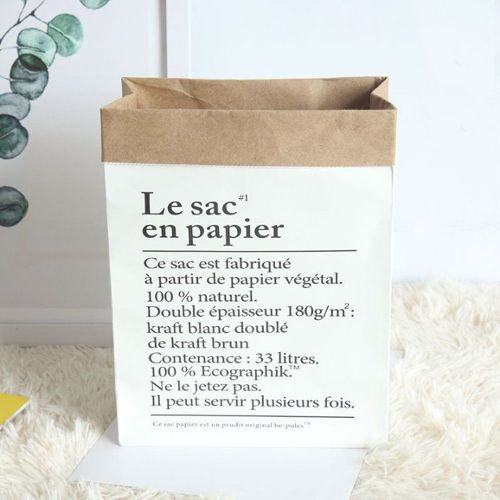 Le sac #1
en papier
Ce sac est fabriqué
à partir de papier végétal.
100 % naturel.
Double épaisseur 180g/m²:
kraft blanc doublé
de kraft brun
Contenance : 33 litres.
100 % Ecographik.™
Ne le jetez pas.
Il peut servir plusieurs fois.
Ce sac papier est un prudit original be-poles™